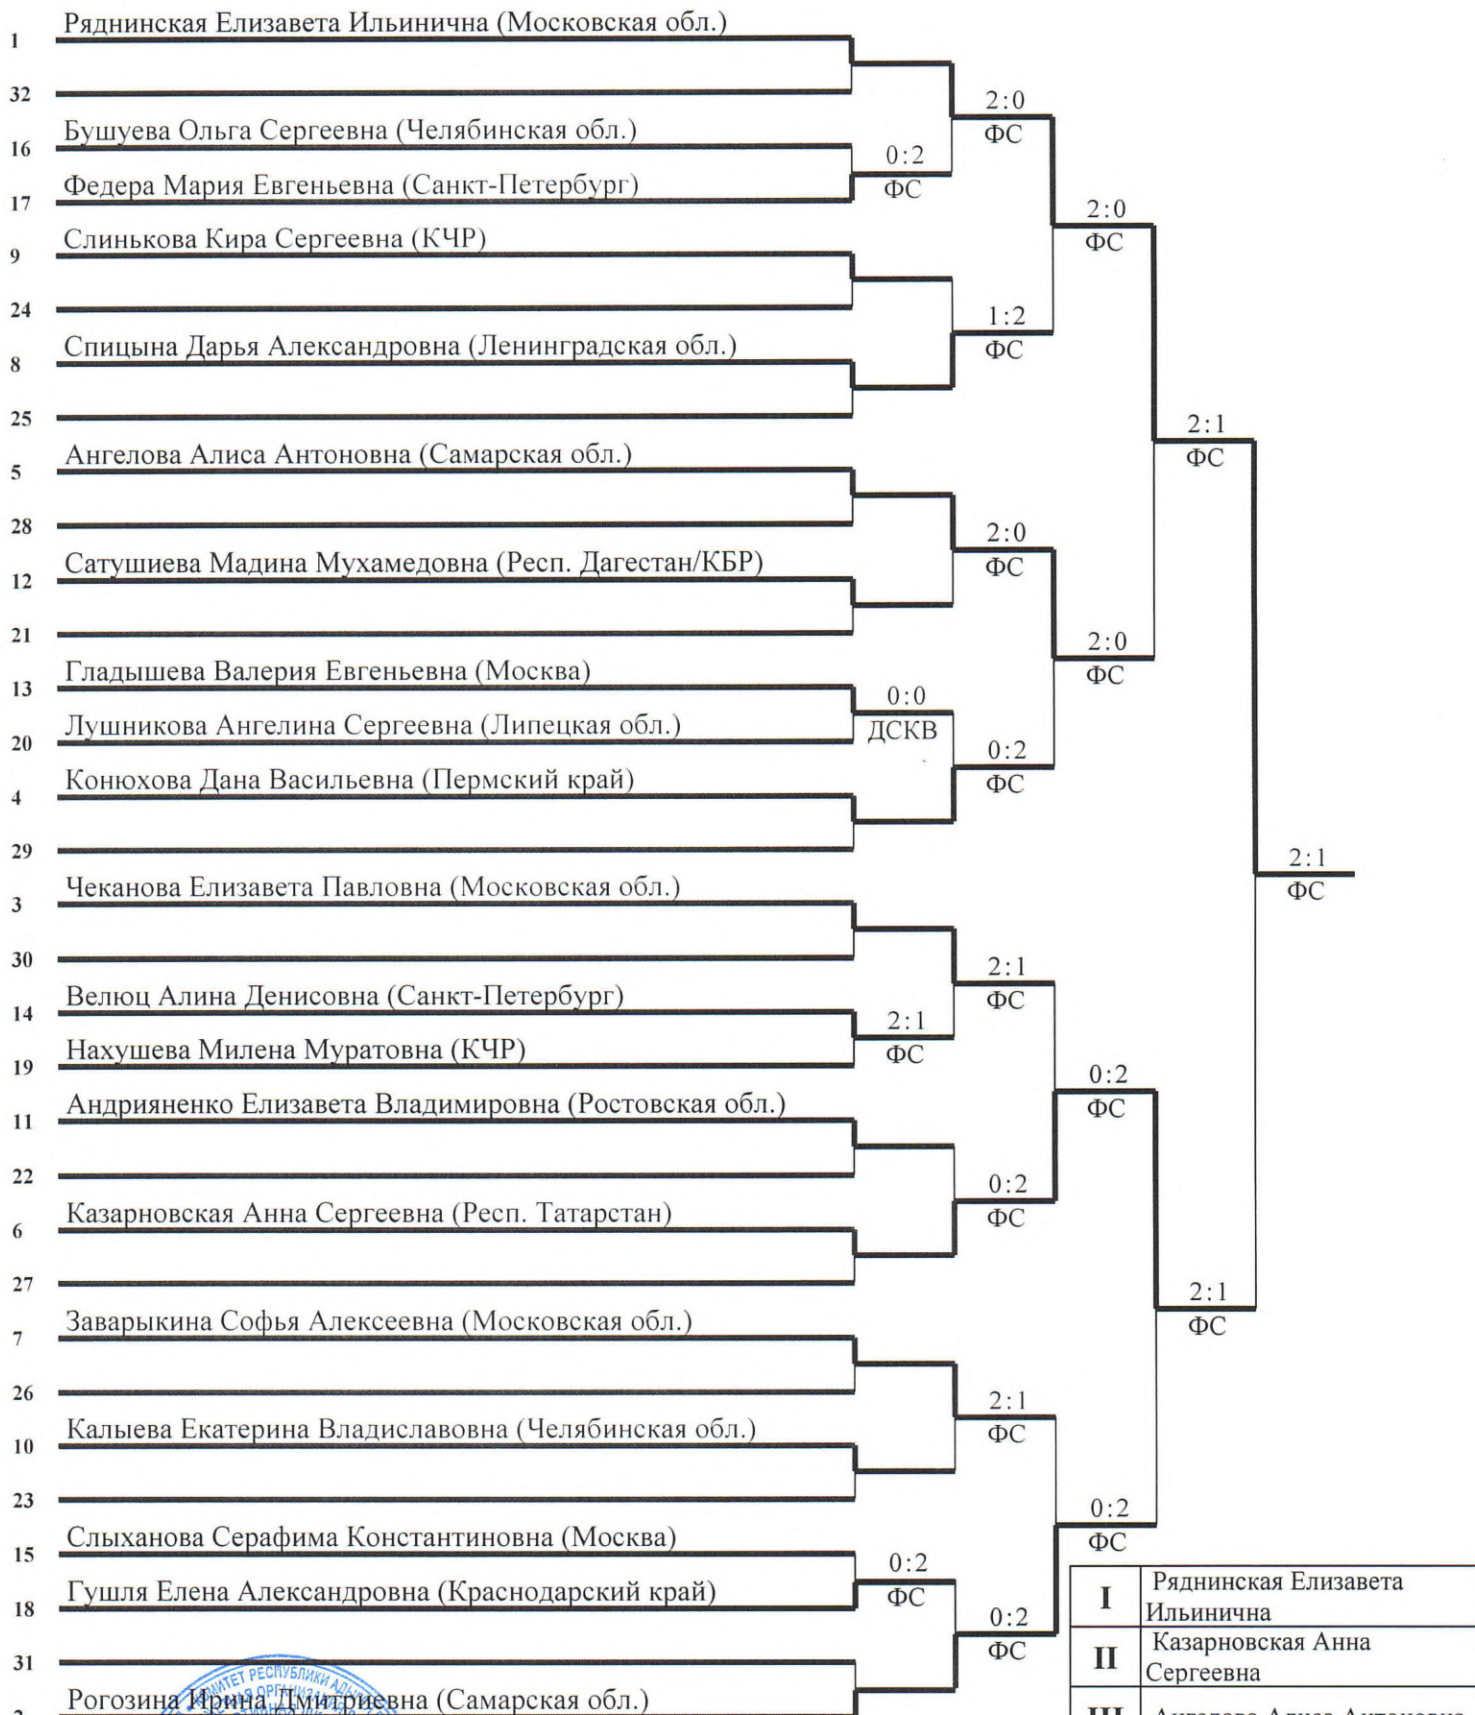 1 Ряднинская Елизавета Ильинична (Московская обл.)
32
16 Бушуева Ольга Сергеевна (Челябинская обл.)
17 Федера Мария Евгеньевна (Санкт-Петербург)
9 Слинькова Кира Сергеевна (КЧР)
24
8 Спицына Дарья Александровна (Ленинградская обл.)
25
5 Ангелова Алиса Антоновна (Самарская обл.)
28
12 Сатушиева Мадина Мухамедовна (Респ. Дагестан/КБР)
21
13 Гладышева Валерия Евгеньевна (Москва)
20 Лушникова Ангелина Сергеевна (Липецкая обл.)
4 Конюхова Дана Васильевна (Пермский край)
29
3 Чеканова Елизавета Павловна (Московская обл.)
30
14 Велюц Алина Денисовна (Санкт-Петербург)
19 Нахушева Милена Муратовна (КЧР)
11 Андрияненко Елизавета Владимировна (Ростовская обл.)
22
6 Казарновская Анна Сергеевна (Респ. Татарстан)
27
7 Заварыкина Софья Алексеевна (Московская обл.)
26
10 Калыева Екатерина Владиславовна (Челябинская обл.)
23
15 Слыханова Серафима Константиновна (Москва)
18 Гушля Елена Александровна (Краснодарский край)
31
Рогозина Ирина Дмитриевна (Самарская обл.)
0:2
ФС
0:0
ДСКВ
2:1
ФС
0:2
ФС
2:0
ФС
1:2
ФС
2:0
ФС
0:2
ФС
2:1
ФС
0:2
ФС
2:1
ФС
0:2
ФС
2:0
ФС
2:0
ФС
0:2
ФС
0:2
ФС
2:1
ФС
2:1
ФС
2:1
ФС
I Ряднинская Елизавета
Ильинична
II Казарновская Анна
Сергеевна
III Ангелова Алиса Антоновна